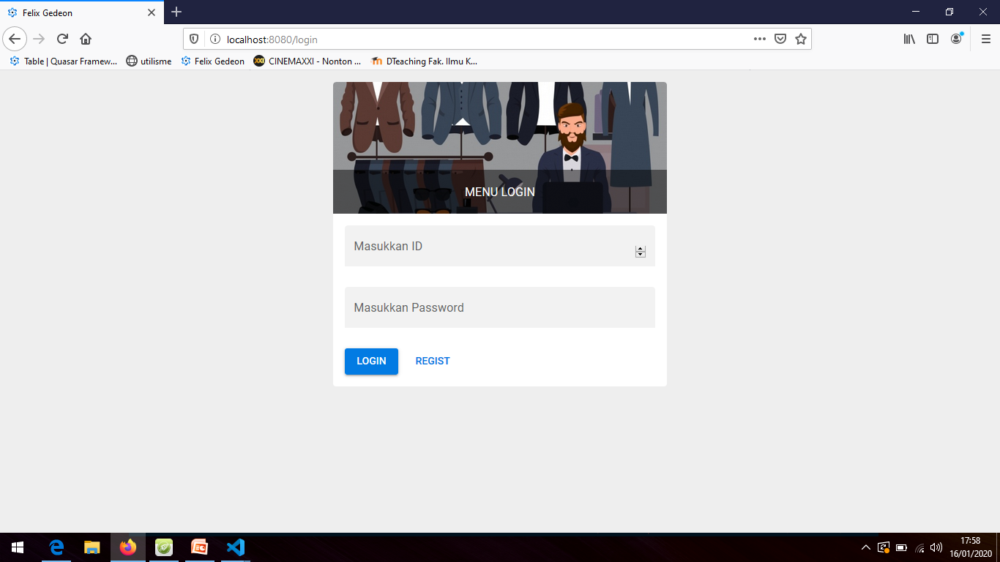 Felix Gedeon
localhost:8080/login
Table | Quasar Framew... utilisme Felix Gedeon CINEMAXXI - Nonton ... DTeaching Fak. Ilmu K...
MENU LOGIN
Masukkan ID
Masukkan Password
LOGIN REGIST
17:58
16/01/2020